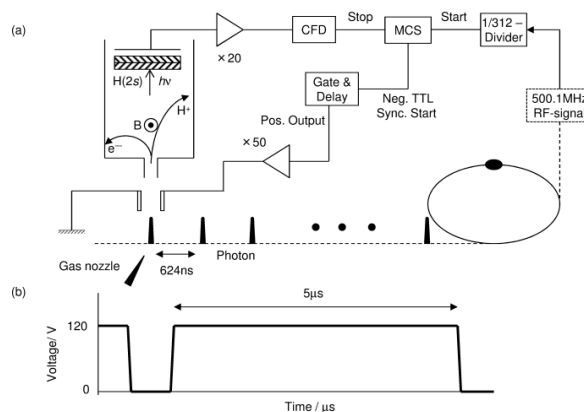 (a)
×20
CFD
Stop
MCS
Start
1/312 –
Divider
H(2s)
hν
H⁺
B
e⁻
Gate &
Delay
Pos. Output
Neg. TTL
Sync. Start
×50
500.1MHz
RF-signal
Gas nozzle
624ns
Photon
(b)
5μs
Voltage/ V
120
0
Time / μs